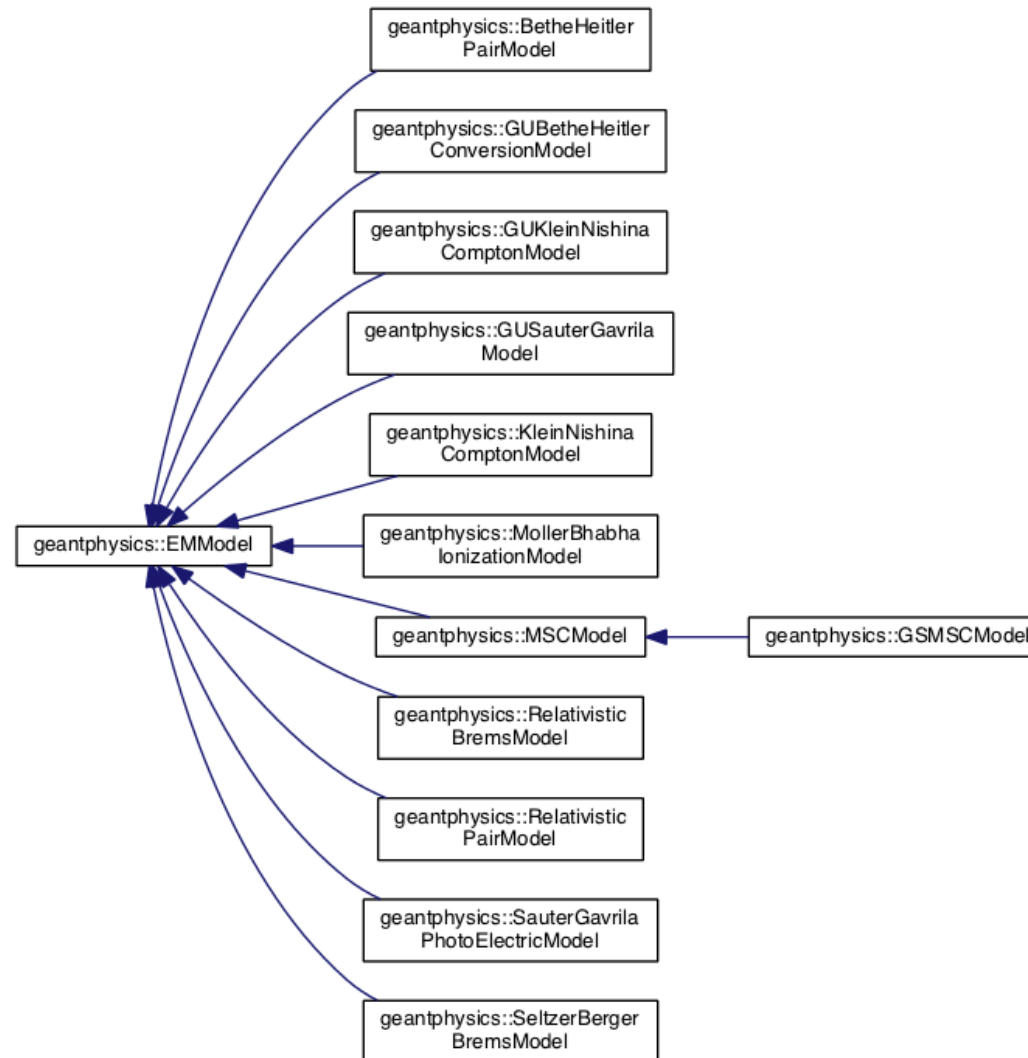 geantphysics::BetheHeitler
PairModel
geantphysics::GUBetheHeitler
ConversionModel
geantphysics::GUKleinNishina
ComptonModel
geantphysics::GUSauterGavrila
Model
geantphysics::KleinNishina
ComptonModel
geantphysics::EMModel
geantphysics::MollerBhabha
IonizationModel
geantphysics::MSCModel
geantphysics::GSMSCModel
geantphysics::Relativistic
BremsModel
geantphysics::Relativistic
PairModel
geantphysics::SauterGavrila
PhotoElectricModel
geantphysics::SeltzerBerger
BremsModel